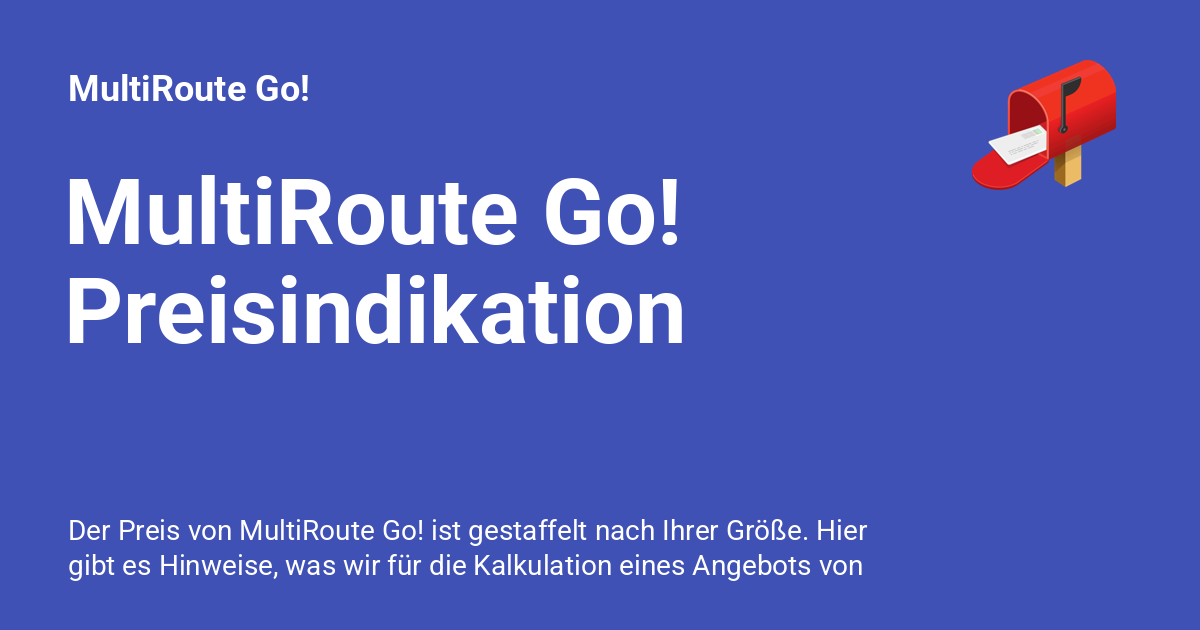 MultiRoute Go!
MultiRoute Go!
Preisindikation
Der Preis von MultiRoute Go! ist gestaffelt nach Ihrer Größe. Hier
gibt es Hinweise, was wir für die Kalkulation eines Angebots von